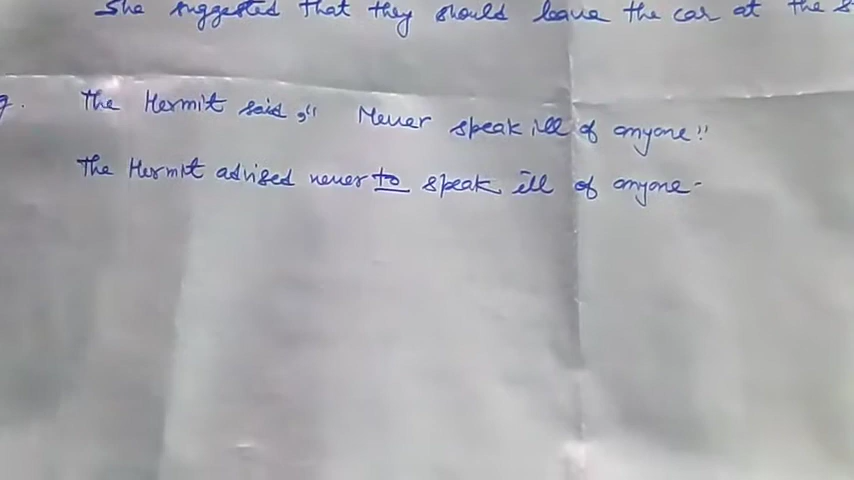 She suggested that they should leave the car at the
9. The Hermit said, " Never speak ill of anyone"
The Hermit advised never to speak ill of anyone.